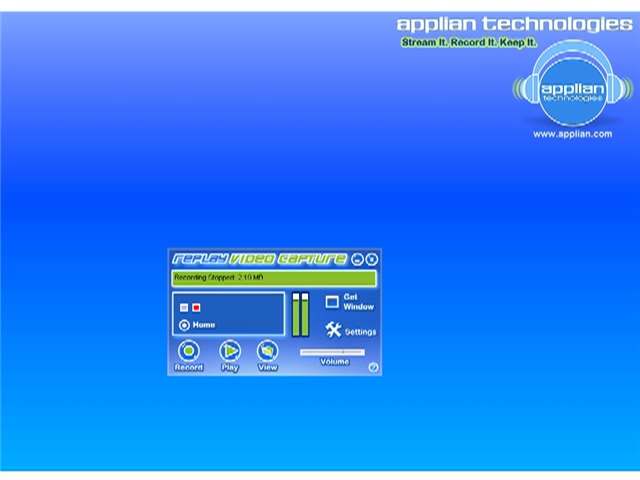 applian technologies
Stream It. Record It. Keep It.
applian
technologies
www.applian.com
REPLAY VIDEO CAPTURE
Recording Stopped: 2.19 MB
Get
Window
Home
Settings
Record Play View
Volume